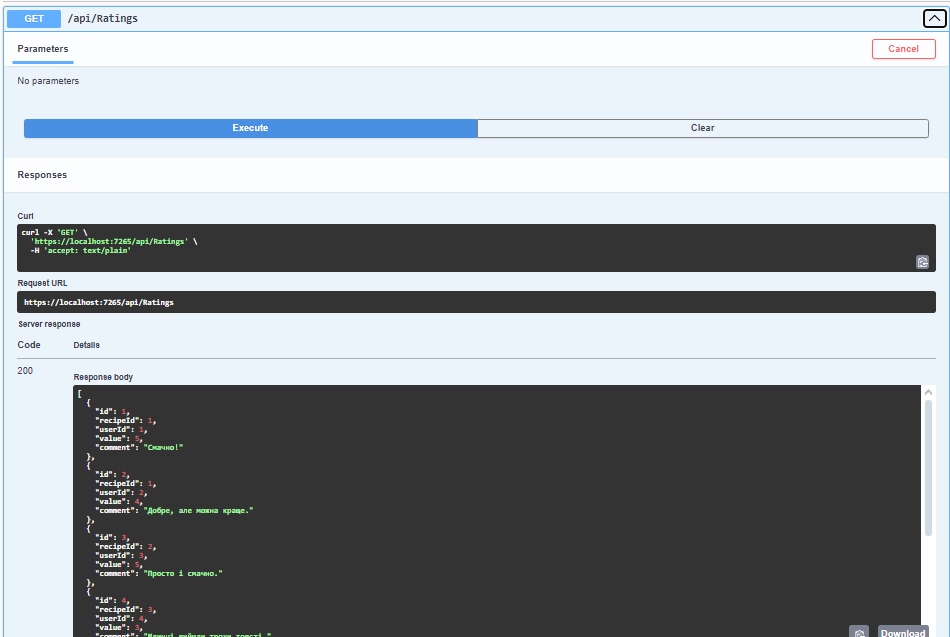 GET /api/Ratings
Parameters
Cancel
No parameters
Execute
Clear
Responses
Curl
curl -X 'GET' \
'https://localhost:7265/api/Ratings' \
-H 'accept: text/plain'
Request URL
https://localhost:7265/api/Ratings
Server response
Code Details
200
Response body
[
{
"id": 1,
"recipeId": 1,
"userId": 1,
"value": 5,
"comment": "Смачно!"
},
{
"id": 2,
"recipeId": 1,
"userId": 2,
"value": 4,
"comment": "Добре, але можна краще."
},
{
"id": 3,
"recipeId": 2,
"userId": 3,
"value": 5,
"comment": "Просто і смачно."
},
{
"id": 4,
"recipeId": 3,
"userId": 4,
"value": 3,
"comment":
Download